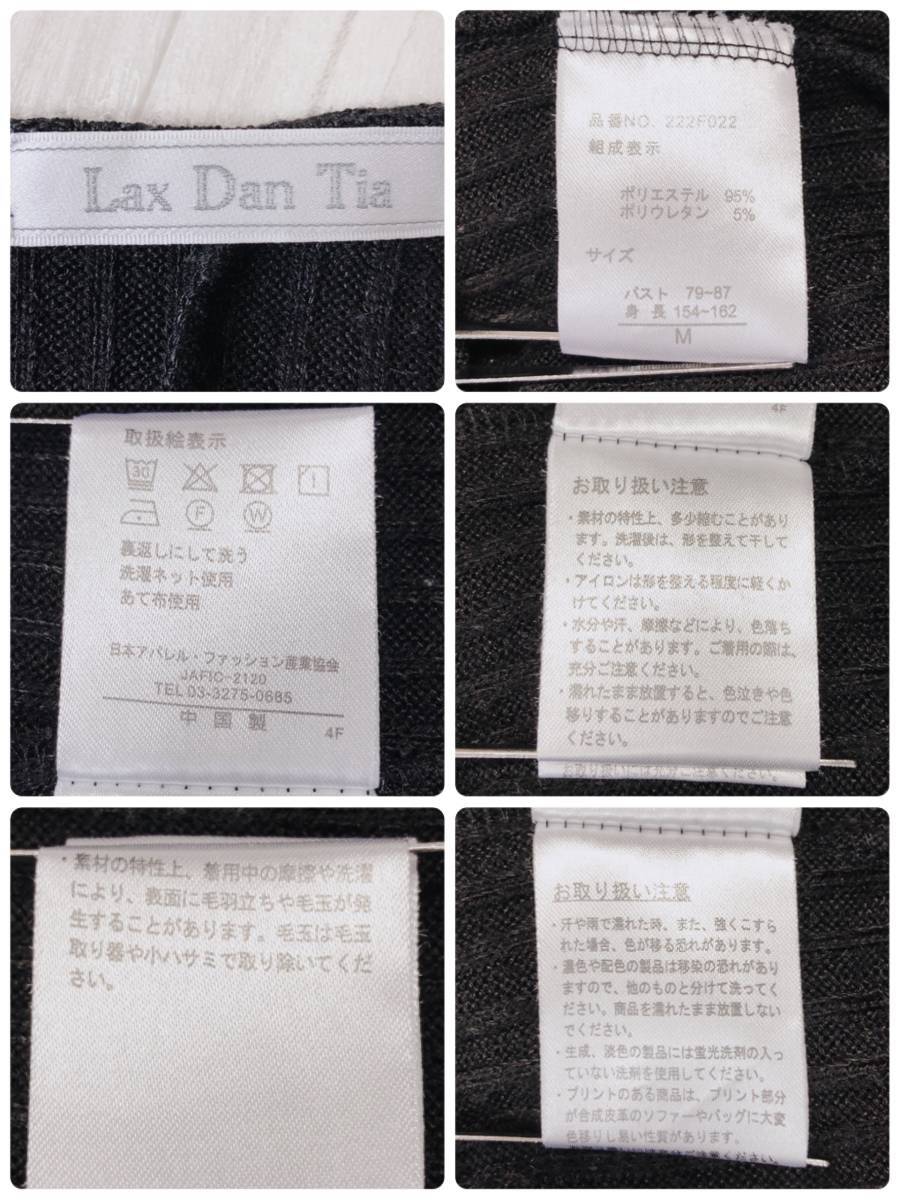 Lax Dan Tia
品番NO. 222F022
組成表示
ポリエステル 95%
ポリウレタン 5%
サイズ
バスト 79~87
身長 154~162
M
取扱絵表示
30
F
W
裏返しにして洗う
洗濯ネット使用
あて布使用
日本アパレル・ファッション産業協会
JAFIC-2120
TEL 03-3275-0685
中国製
4F
4F
お取り扱い注意
・素材の特性上、多少縮むことがあり
ます。洗濯後は、形を整えて干して
ください。
・アイロンは形を整える程度に軽くか
けてください。
・水分や汗、摩擦などにより、色落ち
することがあります。ご着用の際は、
充分ご注意ください。
・濡れたまま放置すると、色泣きや色
移りすることがありますのでご注意
ください。
・素材の特性上、着用中の摩擦や洗濯
により、表面に毛羽立ちや毛玉が発
生することがあります。毛玉は毛玉
取り器や小ハサミで取り除いてくだ
さい。
お取り扱い注意
・汗や雨で濡れた時、また、強くこすら
れた場合、色が移る恐れがあります。
・濃色や配色の製品は移染の恐れがあり
ますので、他のものと分けて洗ってく
ださい。商品を濡れたまま放置しない
でください。
・生成、淡色の製品には蛍光洗剤の入っ
ていない洗剤を使用してください。
・プリントのある商品は、プリント部分
が合成皮革のソファーやバッグに大変
色移りし易い性質があります。